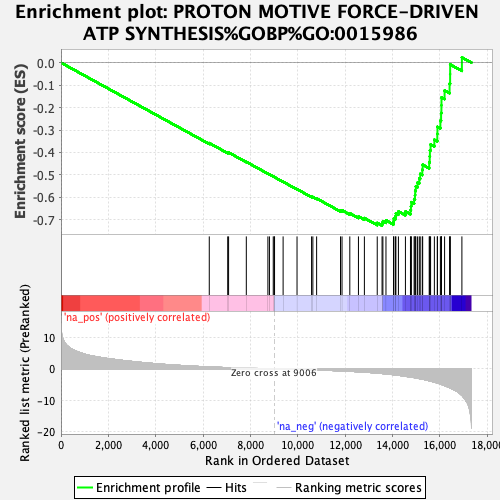 Enrichment plot: PROTON MOTIVE FORCE-DRIVEN
ATP SYNTHESIS%GOBP%GO:0015986
Enrichment score (ES)
0.0
-0.1
-0.2
-0.3
-0.4
-0.5
-0.6
-0.7
'na_pos' (positively correlated)
Ranked list metric (PreRanked)
10
0
-10
-20
Zero cross at 9006
'na_neg' (negatively correlated)
0
2,000
4,000
6,000
8,000
10,000
12,000
14,000
16,000
18,000
Rank in Ordered Dataset
Enrichment profile
Hits
Ranking metric scores